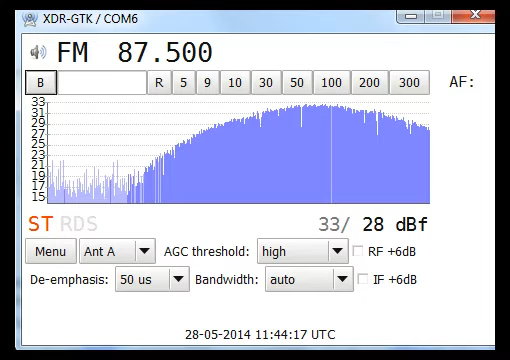 XDR-GTK / COM6
FM 87.500
B R 5 9 10 30 50 100 200 300 AF:
33
31
29
27
25
23
21
19
17
15
ST RDS 33/ 28 dBf
Menu Ant A AGC threshold: high RF +6dB
De-emphasis: 50 us Bandwidth: auto IF +6dB
28-05-2014 11:44:17 UTC